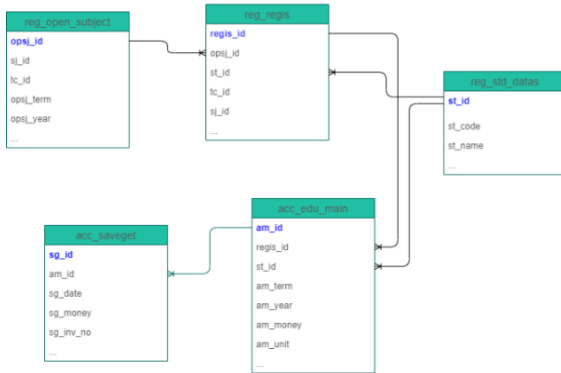 reg_open_subject
opsj_id
sj_id
tc_id
opsj_term
opsj_year
...
reg_regis
regis_id
opsj_id
st_id
tc_id
sj_id
...
reg_std_datas
st_id
st_code
st_name
...
acc_saveget
sg_id
am_id
sg_date
sg_money
sg_inv_no
...
acc_edu_main
am_id
regis_id
st_id
am_term
am_year
am_money
am_unit
...